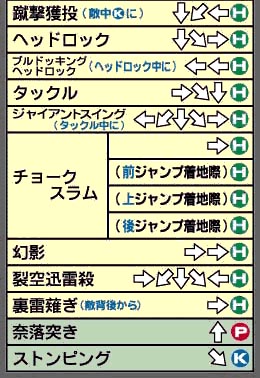 蹴撃獲投(敵中Ⓚに) ⇩⬃⇦Ⓗ
ヘッドロック ⇩⬂⇨Ⓗ
ブルドッキング
ヘッドロック (ヘッドロック中に) ⇦⇦Ⓗ
タックル ⇨⬂⇩Ⓗ
ジャイアントスイング
(タックル中に) ⇦⬃⇩⬂⇨Ⓗ
チョーク
スラム
⇨Ⓗ
(前ジャンプ着地際) Ⓗ
(上ジャンプ着地際) Ⓗ
(後ジャンプ着地際) Ⓗ
幻影 ⇨⇨Ⓗ
裂空迅雷殺 ⇨⬂⇩⬃⇦Ⓗ
裏雷薙ぎ(敵背後から) ⇨Ⓗ
奈落突き ⇧Ⓟ
ストンピング ⬂Ⓚ